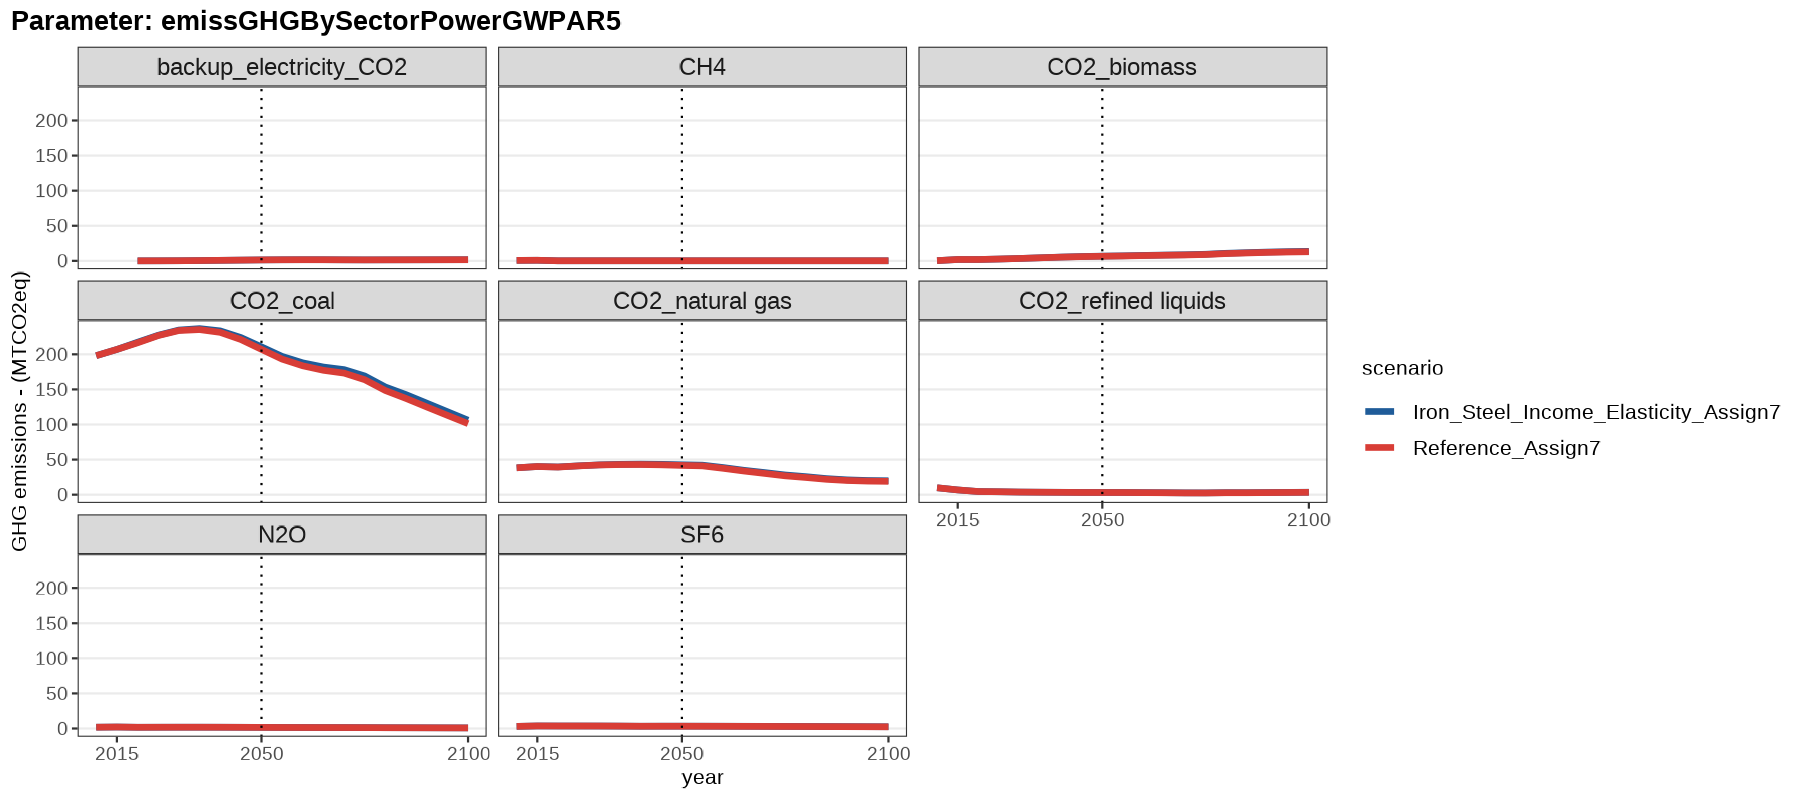 Parameter: emissGHGBySectorPowerGWPAR5
backup_electricity_CO2
CH4
CO2_biomass
200
150
100
50
0
CO2_coal
CO2_natural gas
CO2_refined liquids
200
150
100
50
0
2015
2050
2100
N2O
SF6
200
150
100
50
0
2015
2050
2100
2015
2050
2100
year
GHG emissions - (MTCO2eq)
scenario
Iron_Steel_Income_Elasticity_Assign7
Reference_Assign7